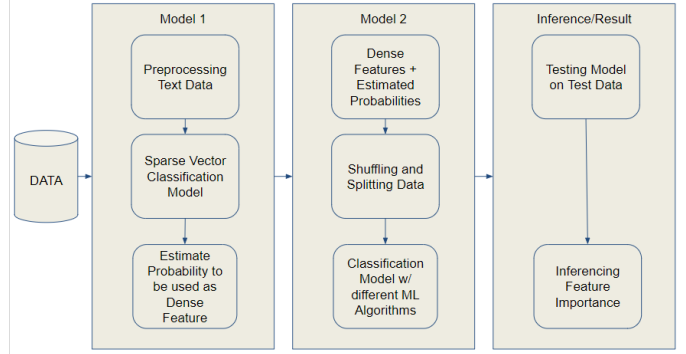 Model 1
Model 2
Inference/Result
DATA
Preprocessing
Text Data
Sparse Vector
Classification
Model
Estimate
Probability to
be used as
Dense
Feature
Dense
Features +
Estimated
Probabilities
Shuffling and
Splitting Data
Classification
Model w/
different ML
Algorithms
Testing Model
on Test Data
Inferencing
Feature
Importance